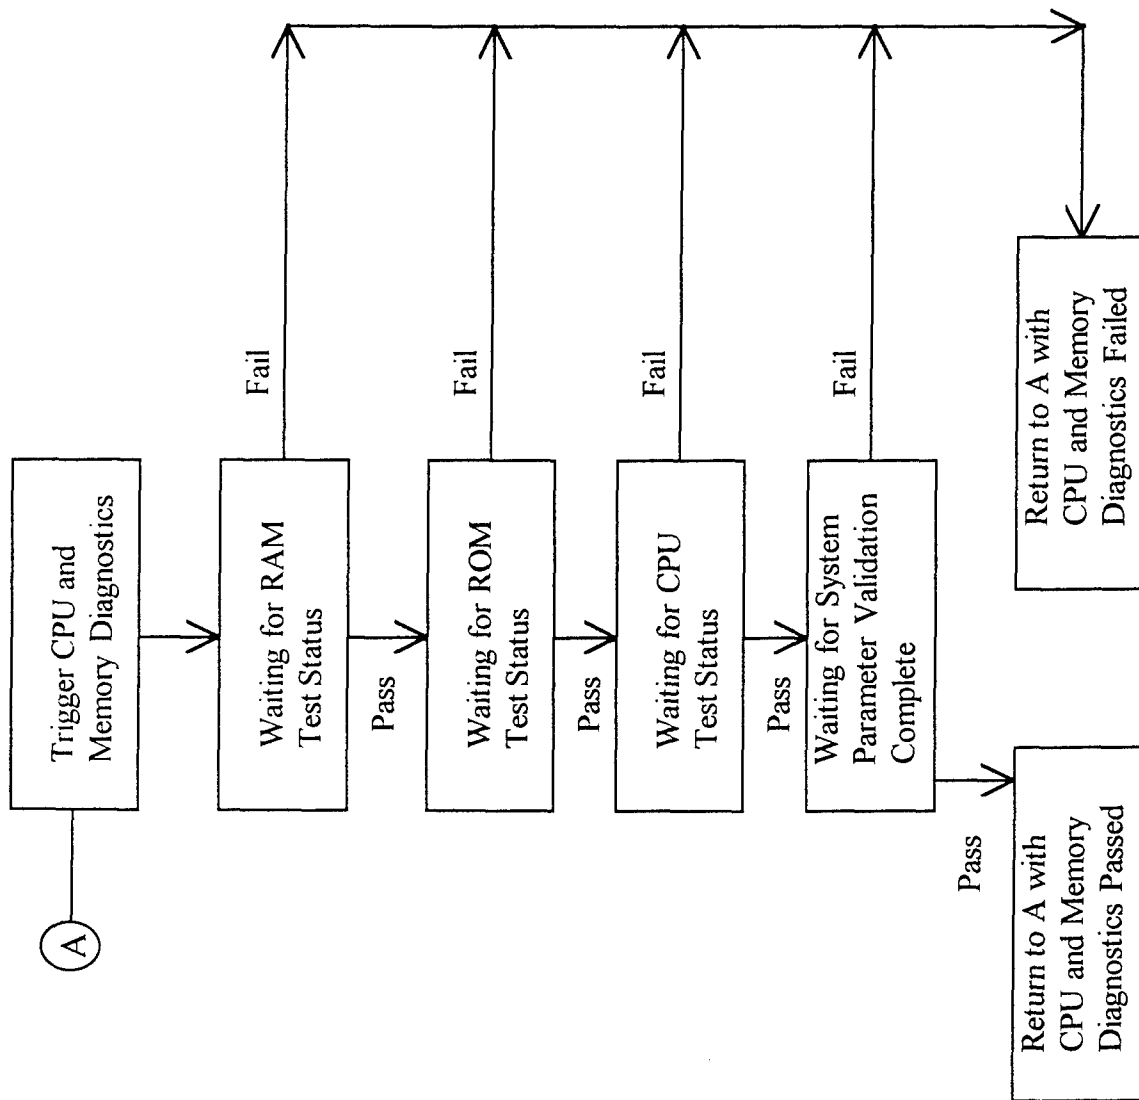 A
Trigger CPU and
Memory Diagnostics
Waiting for RAM
Test Status
Fail
Pass
Waiting for ROM
Test Status
Fail
Pass
Waiting for CPU
Test Status
Fail
Pass
Waiting for System
Parameter Validation
Complete
Fail
Pass
Return to A with
CPU and Memory
Diagnostics Passed
Return to A with
CPU and Memory
Diagnostics Failed